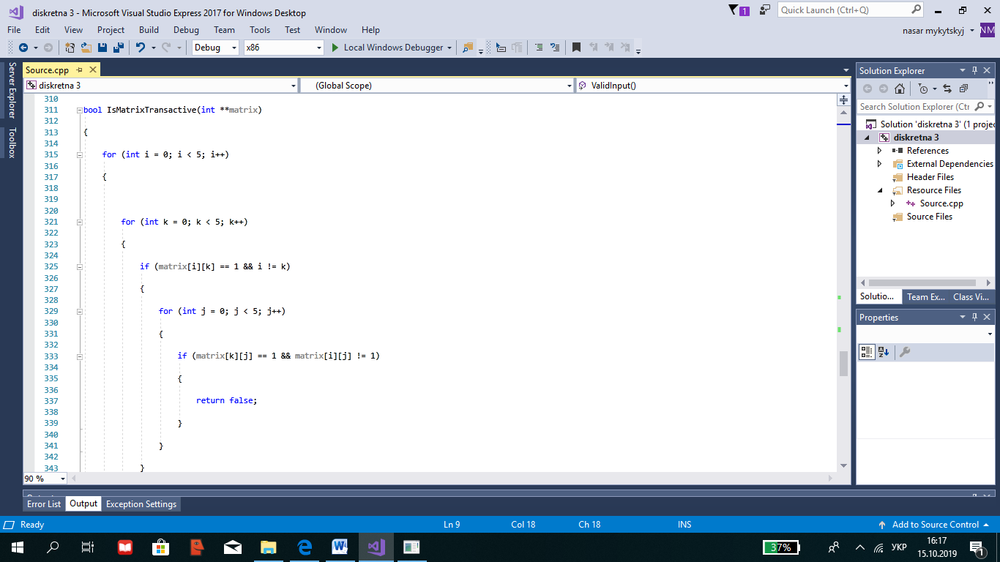 diskretna 3 - Microsoft Visual Studio Express 2017 for Windows Desktop
1
Quick Launch (Ctrl+Q)
File Edit View Project Build Debug Team Tools Test Window Help
nasar mykytskyj NM
Debug x86 Local Windows Debugger
Server Explorer
Toolbox
Source.cpp
diskretna 3 (Global Scope) ValidInput()
310
311 bool IsMatrixTransactive(int **matrix)
312
313 {
314
315 for (int i = 0; i < 5; i++)
316
317 {
318
319
320
321 for (int k = 0; k < 5; k++)
322
323 {
324
325 if (matrix[i][k] == 1 && i != k)
326
327 {
328
329 for (int j = 0; j < 5; j++)
330
331 {
332
333 if (matrix[k][j] == 1 && matrix[i][j] != 1)
334
335 {
336
337 return false;
338
339 }
340
341 }
342
343 }
90 %
Solution Explorer
Search Solution Explorer (Ctr
Solution 'diskretna 3' (1 projec
diskretna 3
References
External Dependencies
Header Files
Resource Files
Source.cpp
Source Files
Solutio... Team Ex... Class Vi...
Properties
Error List Output Exception Settings
Ready Ln 9 Col 18 Ch 18 INS Add to Source Control
37% УКР 16:17
15.10.2019
1